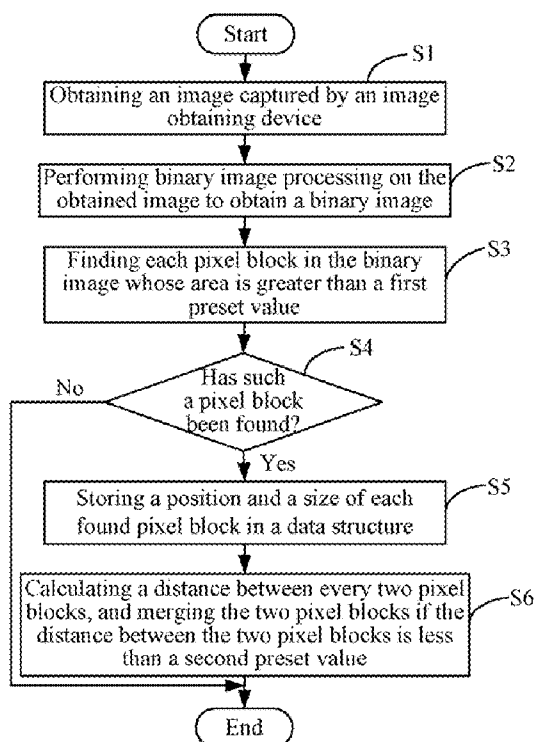 Start
S1
Obtaining an image captured by an image
obtaining device
S2
Performing binary image processing on the
obtained image to obtain a binary image
S3
Finding each pixel block in the binary
image whose area is greater than a first
preset value
S4
No
Has such
a pixel block
been found?
Yes
S5
Storing a position and a size of each
found pixel block in a data structure
Calculating a distance between every two pixel
blocks, and merging the two pixel blocks if the
S6
distance between the two pixel blocks is less
than a second preset value
End